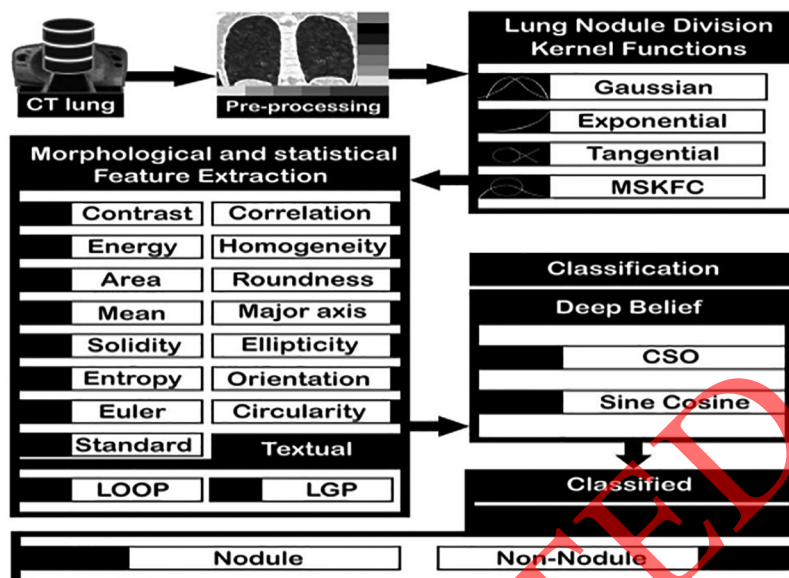 CT lung
Pre-processing
Lung Nodule Division
Kernel Functions
Gaussian
Exponential
Tangential
MSKFC
Morphological and statistical
Feature Extraction
Contrast Correlation
Energy Homogeneity
Area Roundness
Mean Major axis
Solidity Ellipticity
Entropy Orientation
Euler Circularity
Standard Textual
LOOP LGP
Classification
Deep Belief
CSO
Sine Cosine
Classified
Nodule Non-Nodule
TED